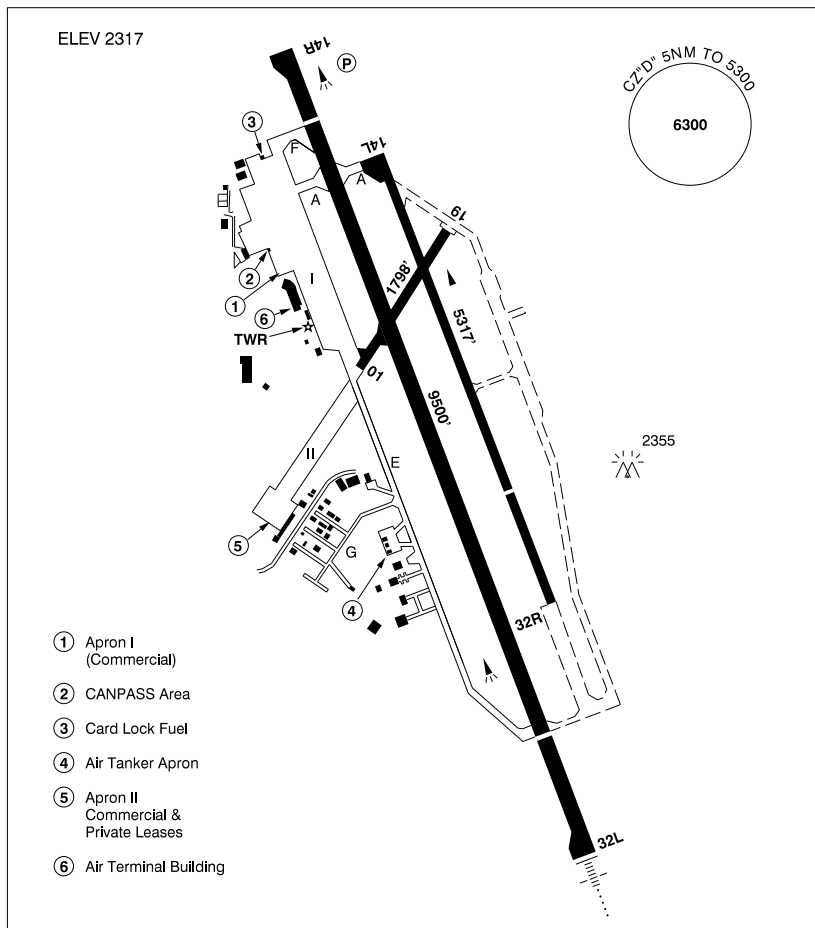 ELEV 2317
14R
P
CZ"D" 5NM TO 5300
6300
3
14L
F
A
A
19
2
1798'
I
1
6
5317'
TWR
01
9500'
2355
II
E
5
G
4
32R
1 Apron I
(Commercial)
2 CANPASS Area
3 Card Lock Fuel
4 Air Tanker Apron
5 Apron II
Commercial &
Private Leases
6 Air Terminal Building
32L